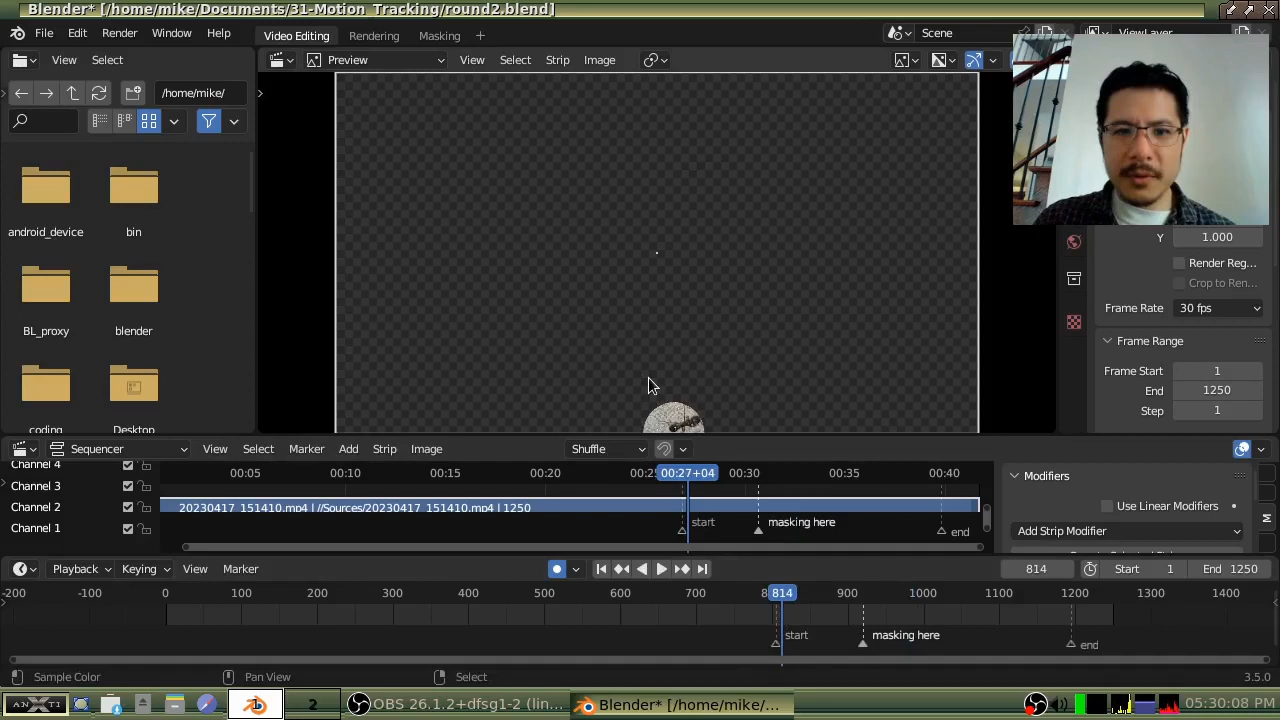 Blender* [/home/mike/Documents/31-Motion_Tracking/round2.blend]
File Edit Render Window Help Video Editing Rendering Masking + Scene ViewLayer
View Select Preview View Select Strip Image
/home/mike/
android_device bin
BL_proxy blender
coding Desktop
Y 1.000
Render Reg...
Crop to Ren...
Frame Rate 30 fps
Frame Range
Frame Start 1
End 1250
Step 1
Sequencer View Select Marker Add Strip Image Shuffle
00:05 00:10 00:15 00:20 00:25 00:27+04 00:30 00:35 00:40
Channel 4
Channel 3
Channel 2 20230417_151410.mp4 | //Sources/20230417_151410.mp4 | 1250
Channel 1 start masking here end
Modifiers
Use Linear Modifiers
Add Strip Modifier
Playback Keying View Marker 814 Start 1 End 1250
-200 0 100 200 300 400 500 600 700 814 900 1000 1100 1200 1300
start masking here end
Sample Color Pan View Select 3.5.0
ANXTI 1 2 OBS 26.1.2+dfsg1-2 (lin... Blender* [/home/mike/... 05:30:08 PM